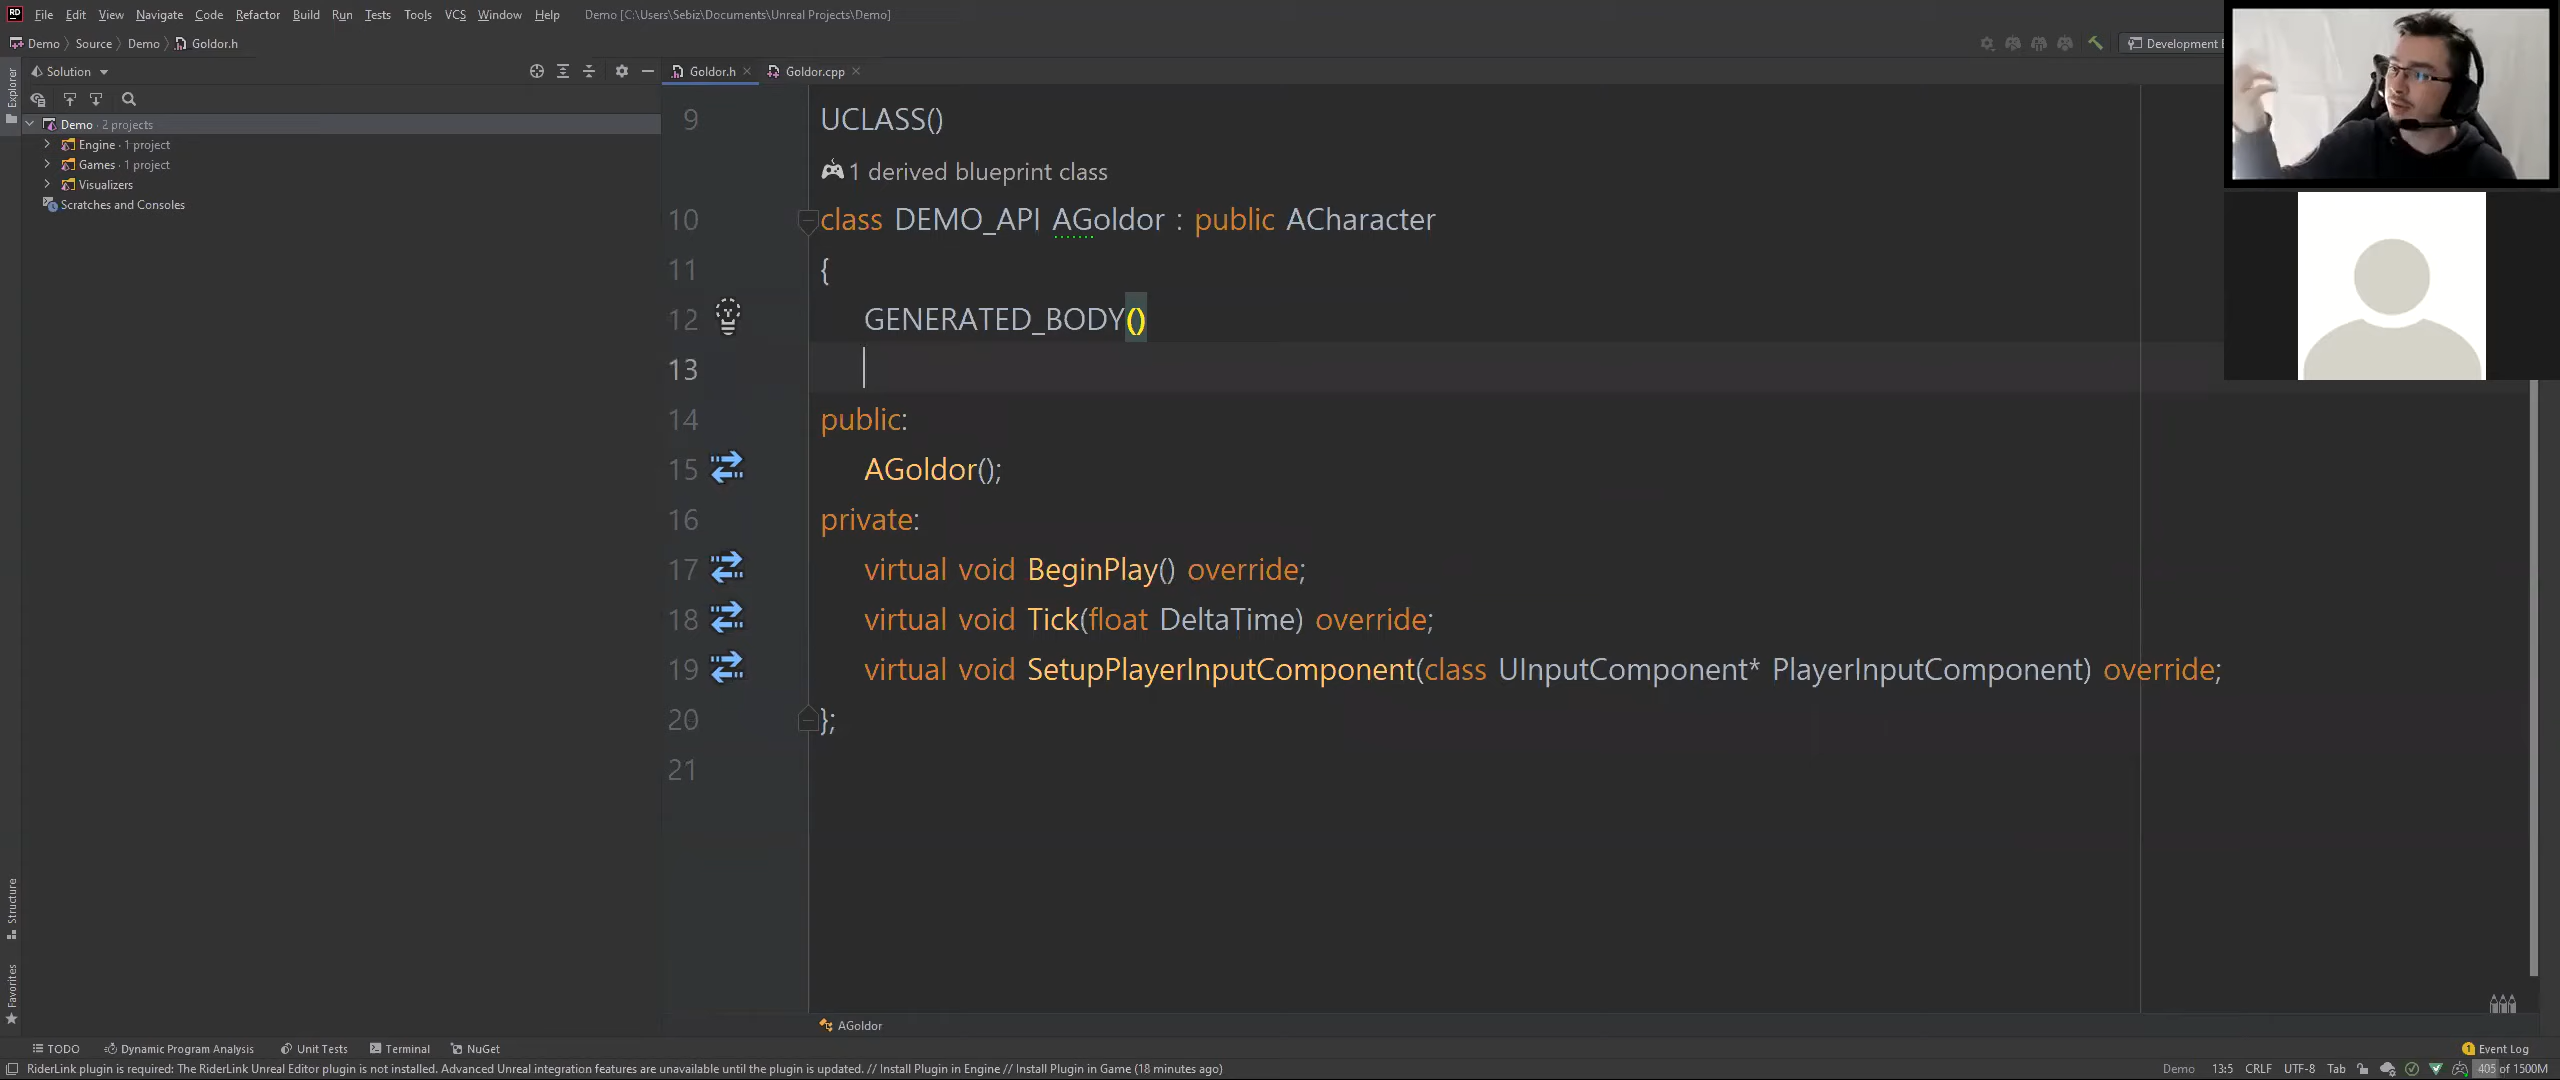 File Edit View Navigate Code Refactor Build Run Tests Tools VCS Window Help Demo [C:\Users\Sebiz\Documents\Unreal Projects\Demo]
Demo Source Demo Goldor.h
Development
Solution
Goldor.h Goldor.cpp
Explorer
Demo · 2 projects
Engine · 1 project
Games · 1 project
Visualizers
Scratches and Consoles
9 UCLASS()
1 derived blueprint class
10 class DEMO_API AGoldor : public ACharacter
11 {
12 GENERATED_BODY()
13
14 public:
15 AGoldor();
16 private:
17 virtual void BeginPlay() override;
18 virtual void Tick(float DeltaTime) override;
19 virtual void SetupPlayerInputComponent(class UInputComponent* PlayerInputComponent) override;
20 };
21
Structure
Favorites
AGoldor
TODO Dynamic Program Analysis Unit Tests Terminal NuGet
1 Event Log
RiderLink plugin is required: The RiderLink Unreal Editor plugin is not installed. Advanced Unreal integration features are unavailable until the plugin is updated. // Install Plugin in Engine // Install Plugin in Game (18 minutes ago)
Demo 13:5 CRLF UTF-8 Tab 405 of 1500M